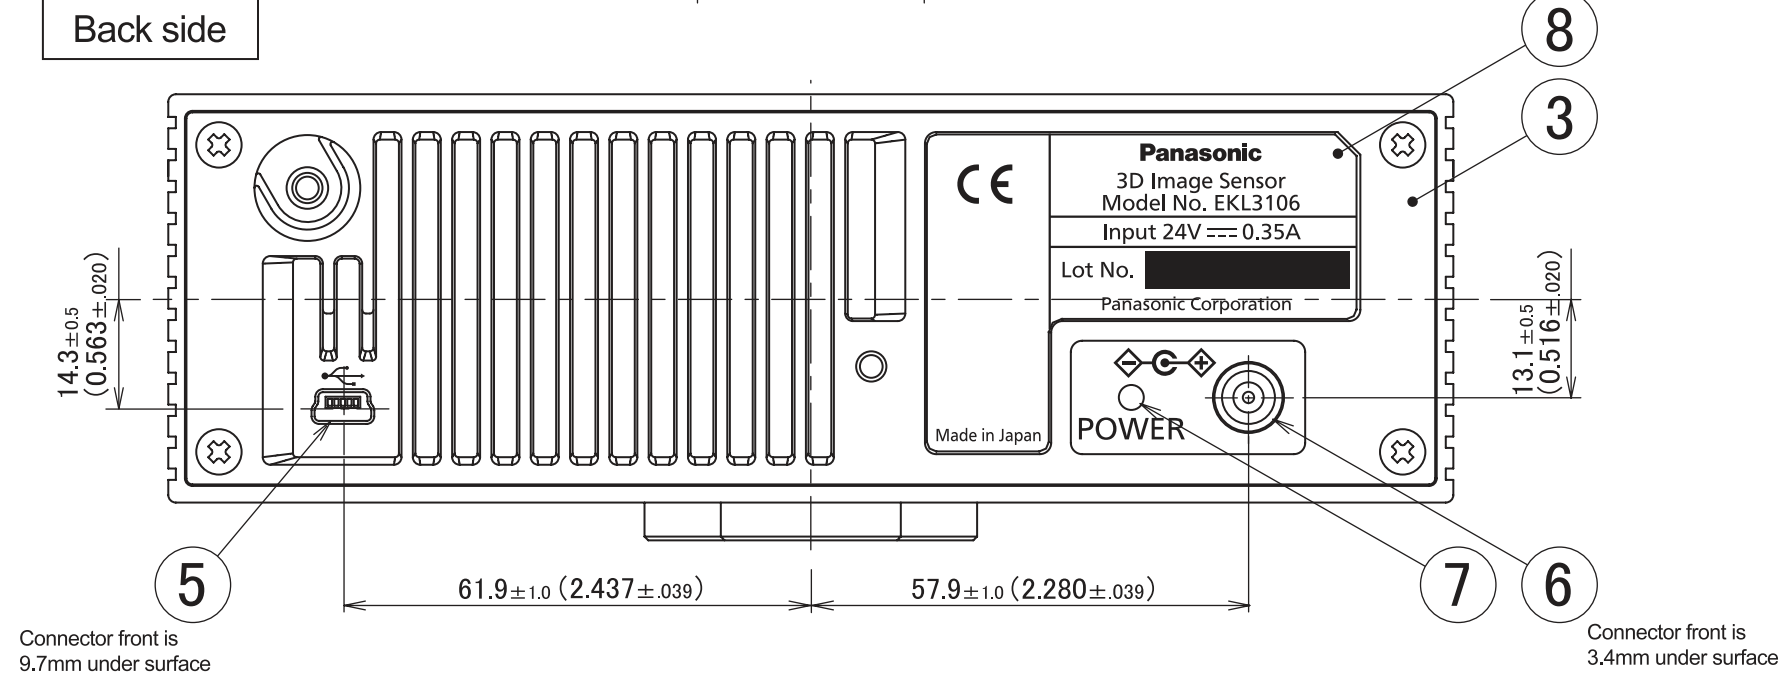 Back side
8
3
CE
Panasonic
3D Image Sensor
Model No. EKL3106
Input 24V ⎓ 0.35A
Lot No.
Panasonic Corporation
14.3±0.5
(0.563±.020)
13.1±0.5
(0.516±.020)
Made in Japan
POWER
5
61.9±1.0 (2.437±.039)
57.9±1.0 (2.280±.039)
7
6
Connector front is
9.7mm under surface
Connector front is
3.4mm under surface